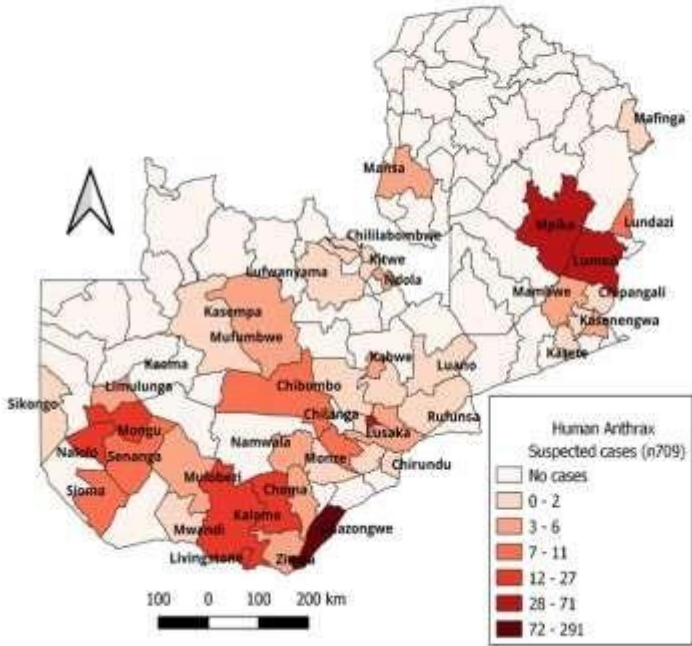 Mafinga
Mansa
Mpika
Lundazi
Chililabombwe
Kitwe
Lufwanyama
Ndola
Mambwe
Chipangali
Kasempa
Kasenengwa
Mufumbwe
Kaoma
Kabwe
Luano
Katete
Limulunga
Chibombo
Sikongo
Chilanga
Rufunsa
Mongu
Lusaka
Nalolo
Senanga
Namwala
Monze
Chirundu
Sioma
Mulobezi
Choma
Kalomo
Mwandi
Livingstone
Human Anthrax
Suspected cases (n709)
No cases
0 - 2
3 - 6
7 - 11
12 - 27
28 - 71
72 - 291
100 0 100 200 km